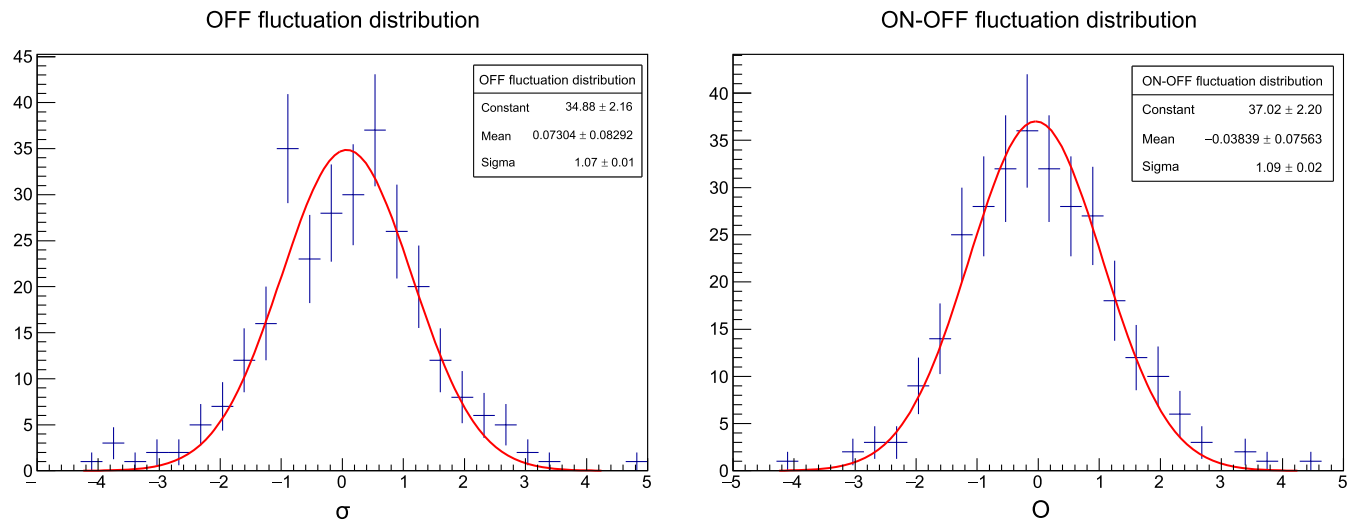 OFF fluctuation distribution
45
40
35
30
25
20
15
10
5
0
OFF fluctuation distribution
Constant 34.88 ± 2.16
Mean 0.07304 ± 0.08292
Sigma 1.07 ± 0.01
– −4 −3 −2 −1 0 1 2 3 4 5
σ
ON-OFF fluctuation distribution
40
35
30
25
20
15
10
5
0
ON-OFF fluctuation distribution
Constant 37.02 ± 2.20
Mean −0.03839 ± 0.07563
Sigma 1.09 ± 0.02
−5 −4 −3 −2 −1 0 1 2 3 4 5
O